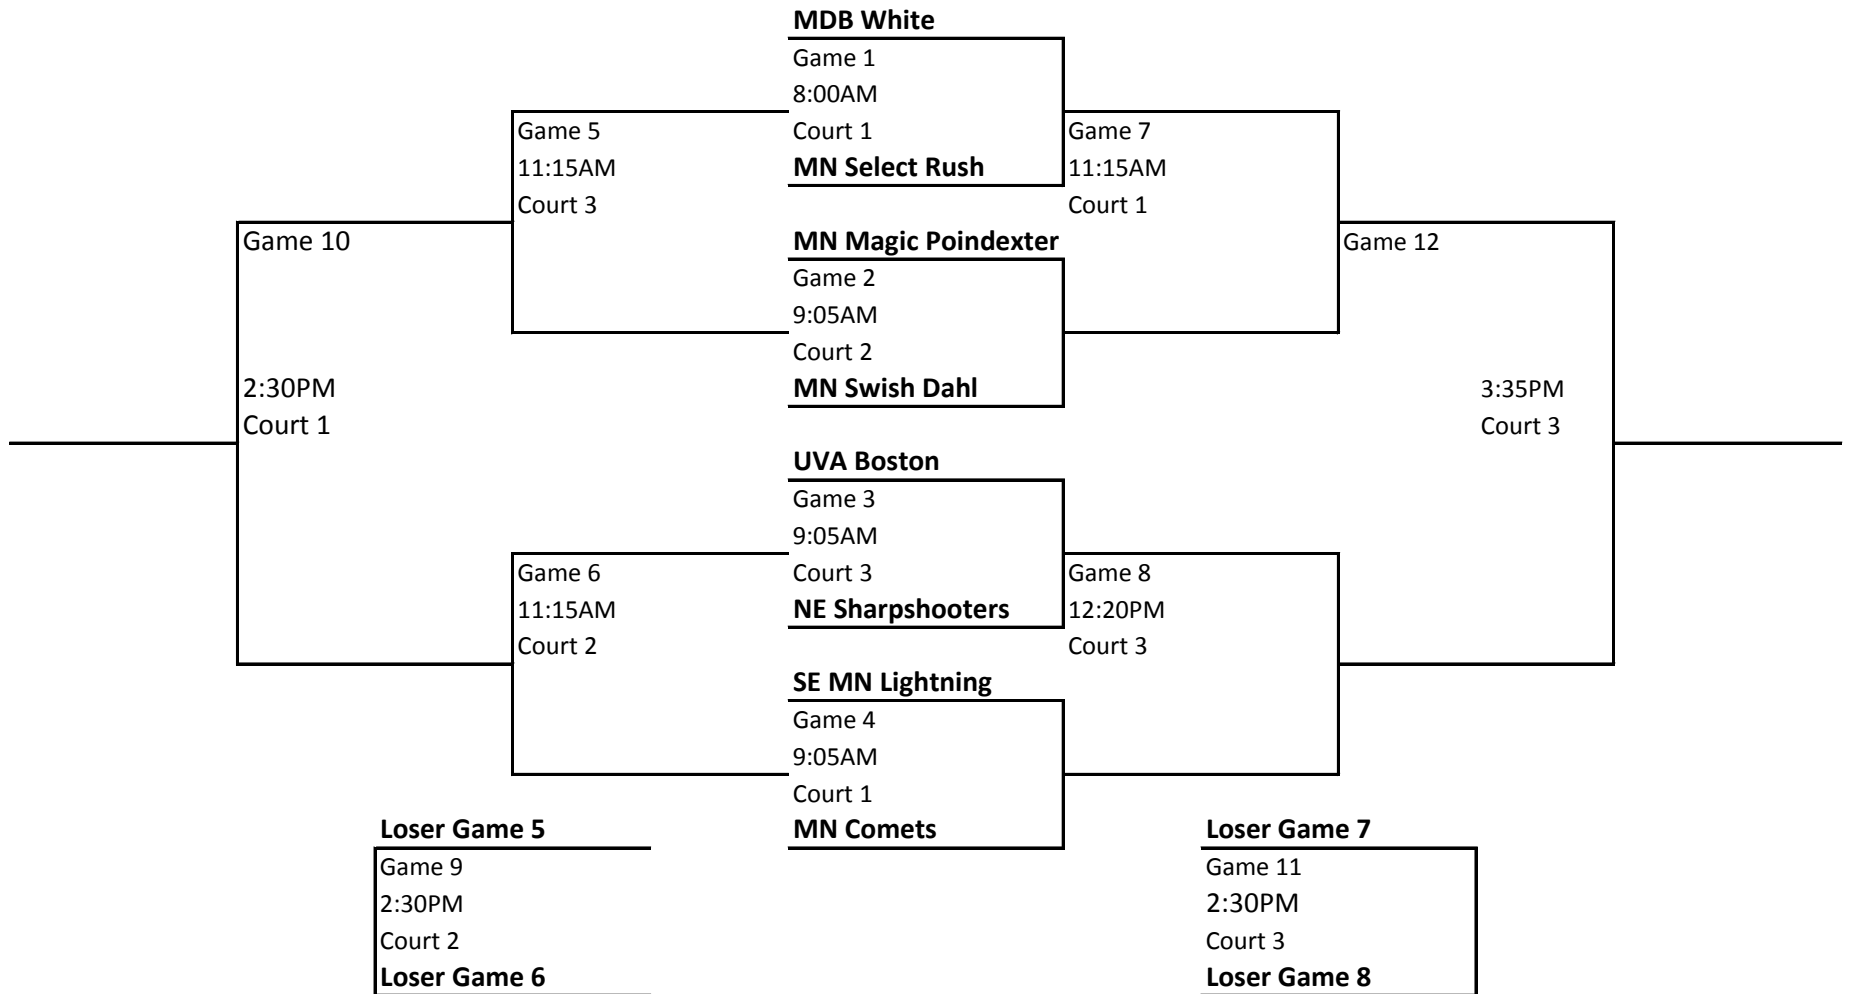 MDB White
Game 1
8:00AM
Court 1
MN Select Rush
Game 5
11:15AM
Court 3
Game 7
11:15AM
Court 1
Game 10
2:30PM
Court 1
MN Magic Poindexter
Game 2
9:05AM
Court 2
MN Swish Dahl
Game 12
3:35PM
Court 3
UVA Boston
Game 3
9:05AM
Court 3
NE Sharpshooters
Game 6
11:15AM
Court 2
Game 8
12:20PM
Court 3
SE MN Lightning
Game 4
9:05AM
Court 1
MN Comets
Loser Game 5
Game 9
2:30PM
Court 2
Loser Game 6
Loser Game 7
Game 11
2:30PM
Court 3
Loser Game 8